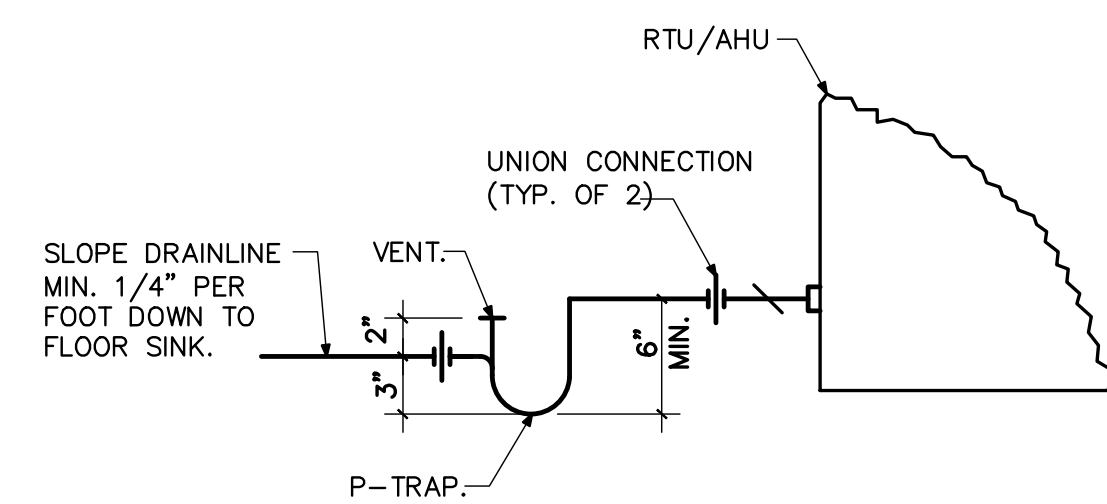 RTU/AHU
UNION CONNECTION
(TYP. OF 2)
SLOPE DRAINLINE
MIN. 1/4" PER
FOOT DOWN TO
FLOOR SINK.
VENT.
2"
3"
6"
MIN.
P-TRAP.